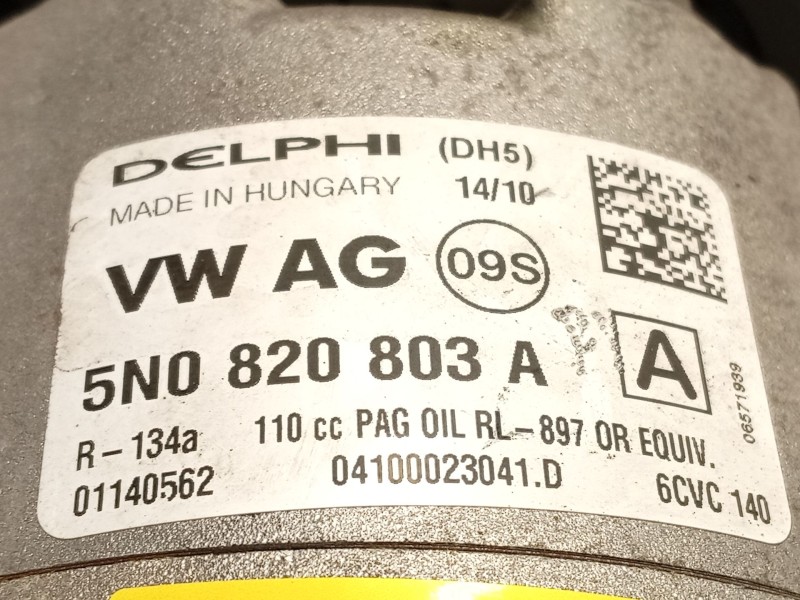 DELPHI (DH5)
MADE IN HUNGARY 14/10
VW AG 09S
5N0 820 803 A A
R-134a 110 cc PAG OIL RL-897 OR EQUIV.
01140562 04100023041.D 6CVC 140
06571939